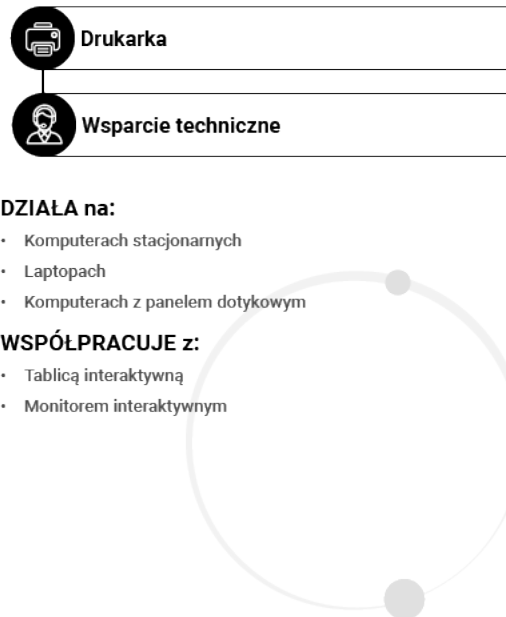 Drukarka
Wsparcie techniczne
DZIAŁA na:
• Komputerach stacjonarnych
• Laptopach
• Komputerach z panelem dotykowym
WSPÓŁPRACUJE z:
• Tablicą interaktywną
• Monitorem interaktywnym